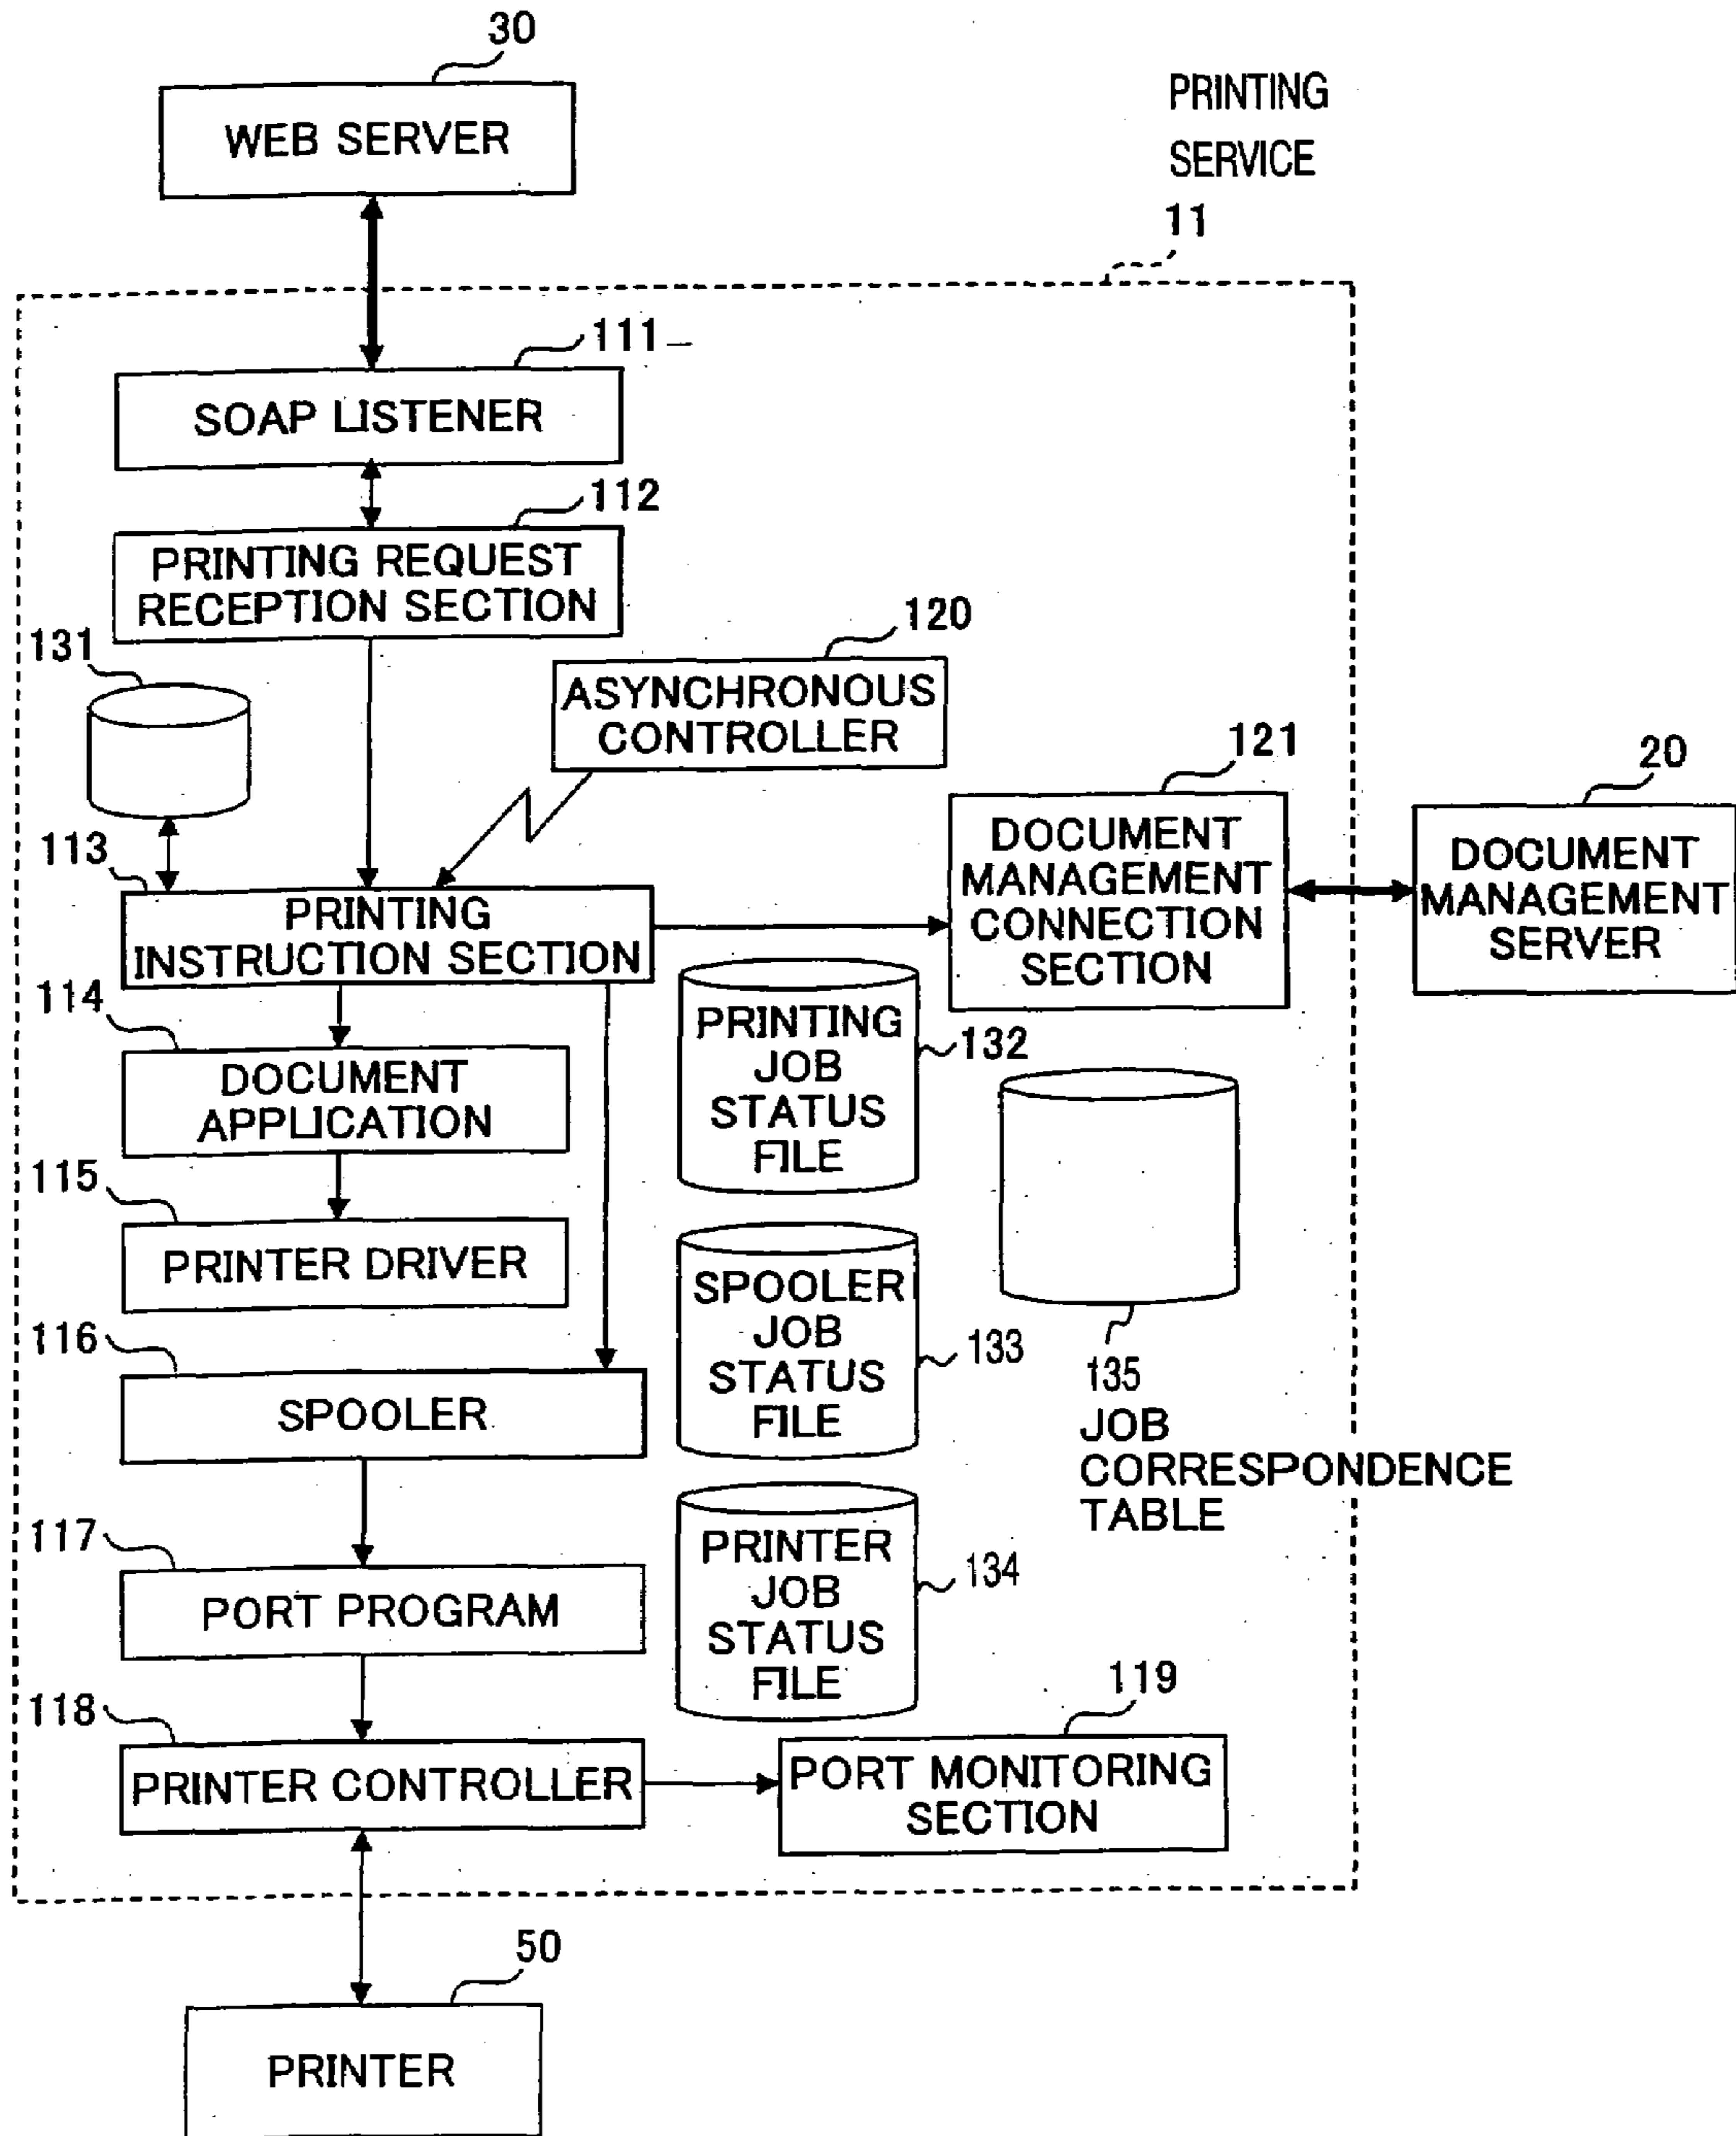 30
WEB SERVER
PRINTING
SERVICE
11
111
SOAP LISTENER
112
PRINTING REQUEST
RECEPTION SECTION
120
131
ASYNCHRONOUS
CONTROLLER
121
20
113
PRINTING
INSTRUCTION SECTION
DOCUMENT
MANAGEMENT
CONNECTION
SECTION
DOCUMENT
MANAGEMENT
SERVER
114
DOCUMENT
APPLICATION
PRINTING
JOB
STATUS
FILE
132
115
PRINTER DRIVER
116
SPOOLER
SPOOLER
JOB
STATUS
FILE
133
135
JOB
CORRESPONDENCE
TABLE
117
PORT PROGRAM
PRINTER
JOB
STATUS
FILE
134
118
PRINTER CONTROLLER
119
PORT MONITORING
SECTION
50
PRINTER